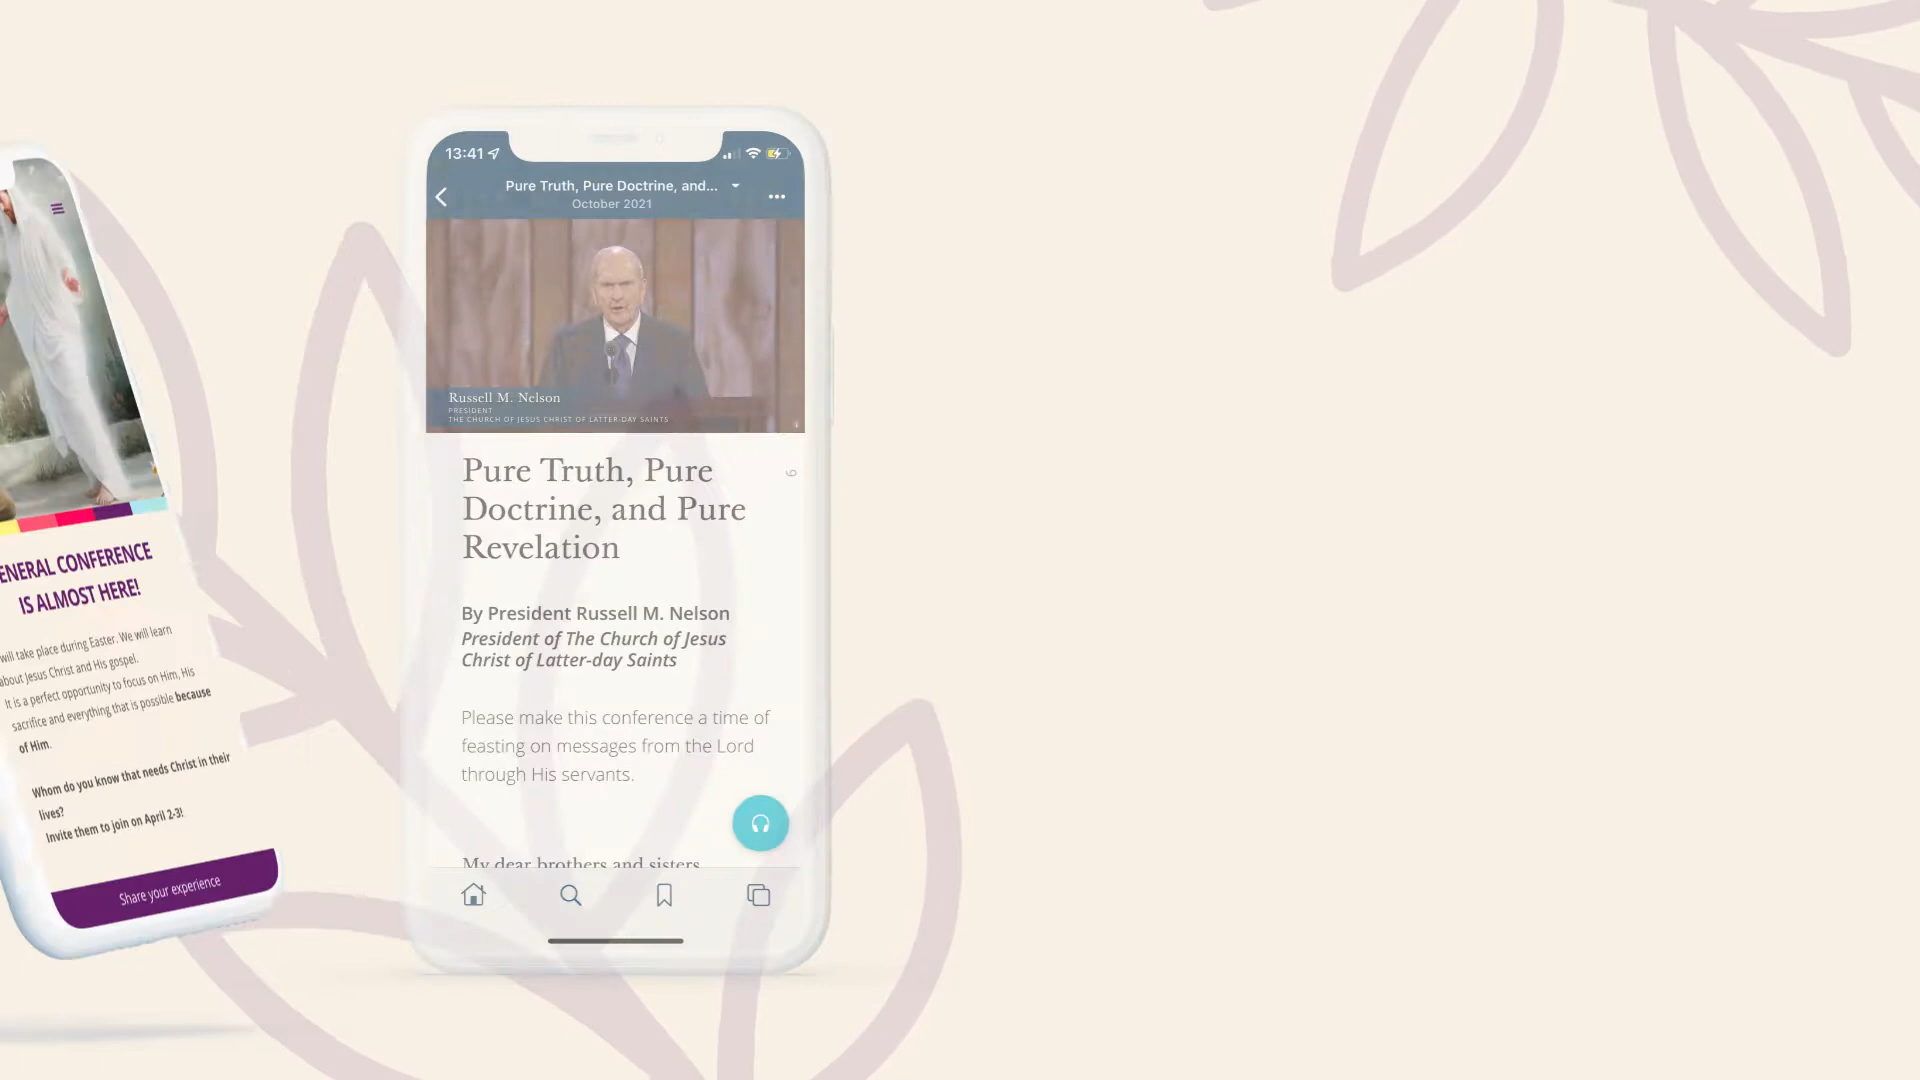 ENERAL CONFERENCE
IS ALMOST HERE!
will take place during Easter. We will learn
about Jesus Christ and His gospel.
It is a perfect opportunity to focus on Him, His
sacrifice and everything that is possible because
of Him.
Whom do you know that needs Christ in their
lives?
Invite them to join on April 2-3!
Share your experience
13:41
Pure Truth, Pure Doctrine, and...
October 2021
Russell M. Nelson
PRESIDENT
THE CHURCH OF JESUS CHRIST OF LATTER-DAY SAINTS
Pure Truth, Pure
Doctrine, and Pure
Revelation
By President Russell M. Nelson
President of The Church of Jesus
Christ of Latter-day Saints
Please make this conference a time of
feasting on messages from the Lord
through His servants.
My dear brothers and sisters